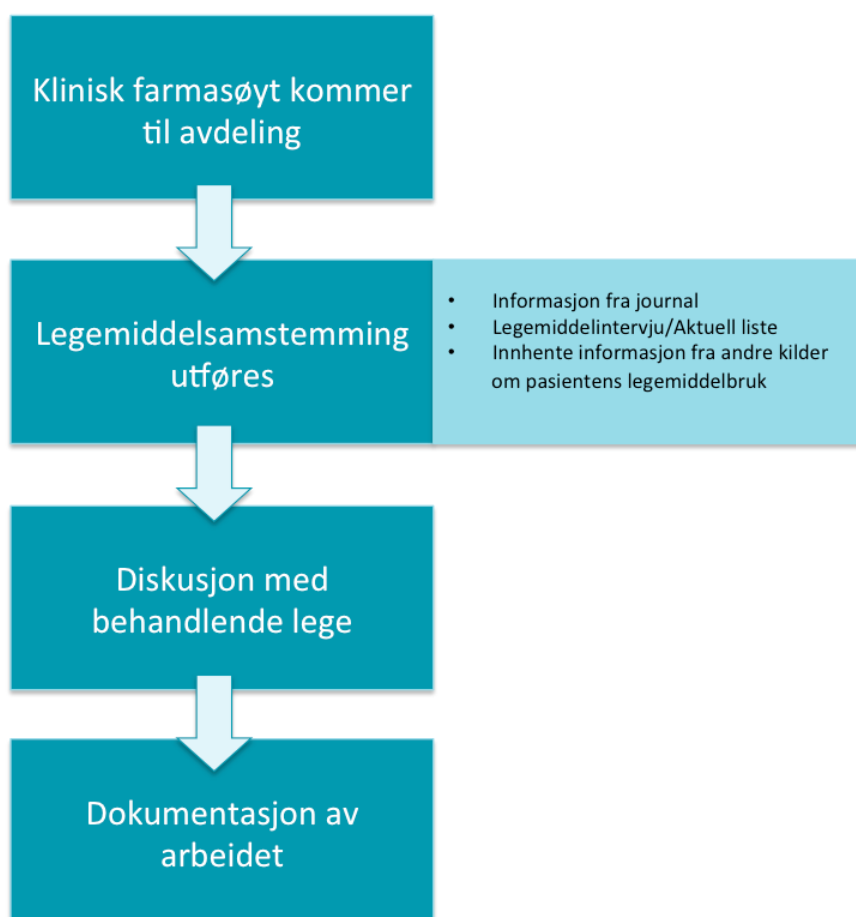 Klinisk farmasøyt kommer
til avdeling
Legemiddelsamstemming
utføres
• Informasjon fra journal
• Legemiddelintervju/Aktuell liste
• Innhente informasjon fra andre kilder
om pasientens legemiddelbruk
Diskusjon med
behandlende lege
Dokumentasjon av
arbeidet